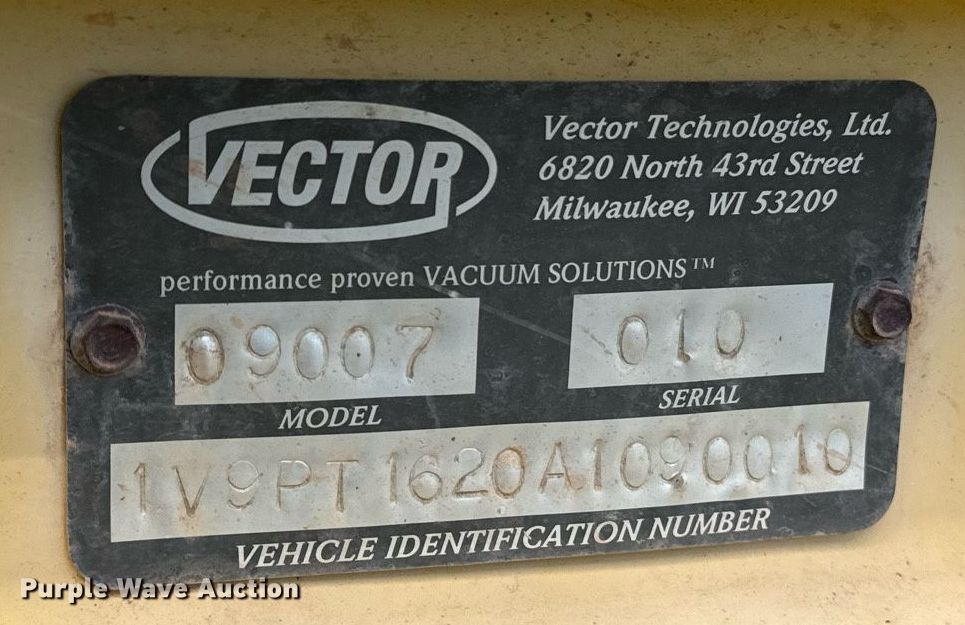 VECTOR
Vector Technologies, Ltd.
6820 North 43rd Street
Milwaukee, WI 53209
performance proven VACUUM SOLUTIONS™
09007
010
MODEL
SERIAL
1V9PT1620A1090010
VEHICLE IDENTIFICATION NUMBER
Purple Wave Auction